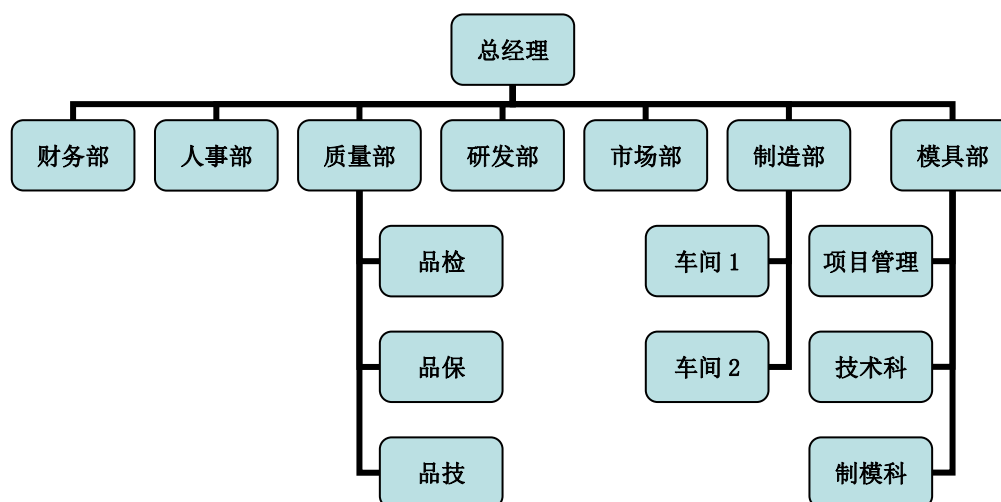 总经理
财务部
人事部
质量部
研发部
市场部
制造部
模具部
品检
车间 1
项目管理
品保
车间 2
技术科
品技
制模科